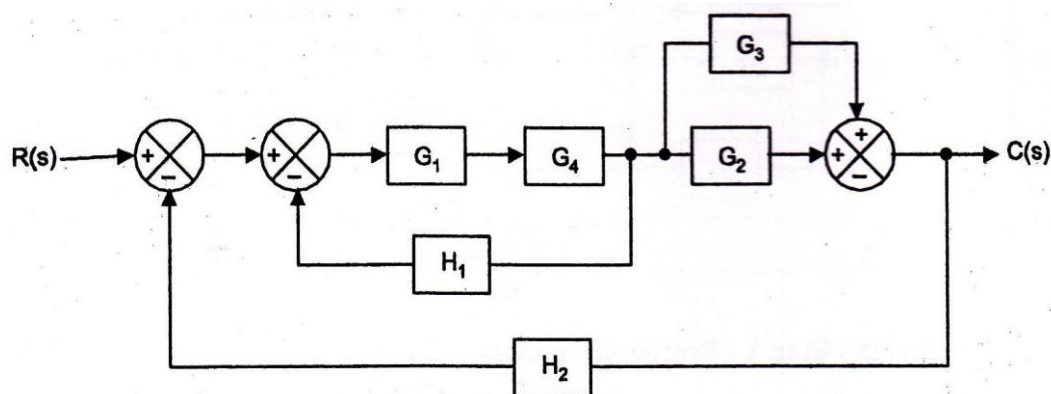 G₃
R(s)
+
−
+
−
G₁
G₄
G₂
+
+
−
C(s)
H₁
H₂